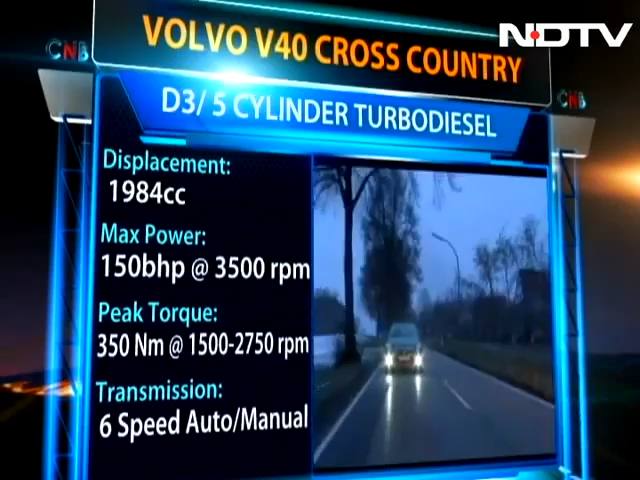 NDTV
CNB
VOLVO V40 CROSS COUNTRY
CNB
D3/ 5 CYLINDER TURBODIESEL
Displacement:
1984cc
Max Power:
150bhp @ 3500 rpm
Peak Torque:
350 Nm @ 1500-2750 rpm
Transmission:
6 Speed Auto/Manual